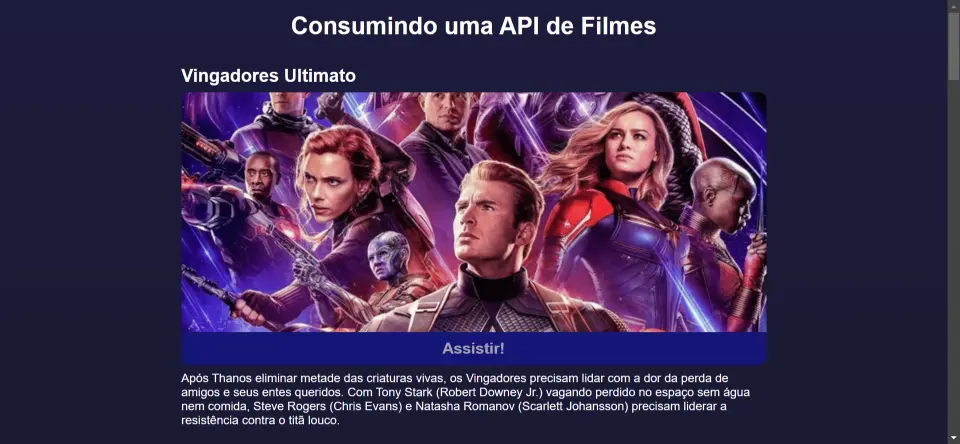 Consumindo uma API de Filmes
Vingadores Ultimato
Assistir!
Após Thanos eliminar metade das criaturas vivas, os Vingadores precisam lidar com a dor da perda de
amigos e seus entes queridos. Com Tony Stark (Robert Downey Jr.) vagando perdido no espaço sem água
nem comida, Steve Rogers (Chris Evans) e Natasha Romanov (Scarlett Johansson) precisam liderar a
resistência contra o titã louco.